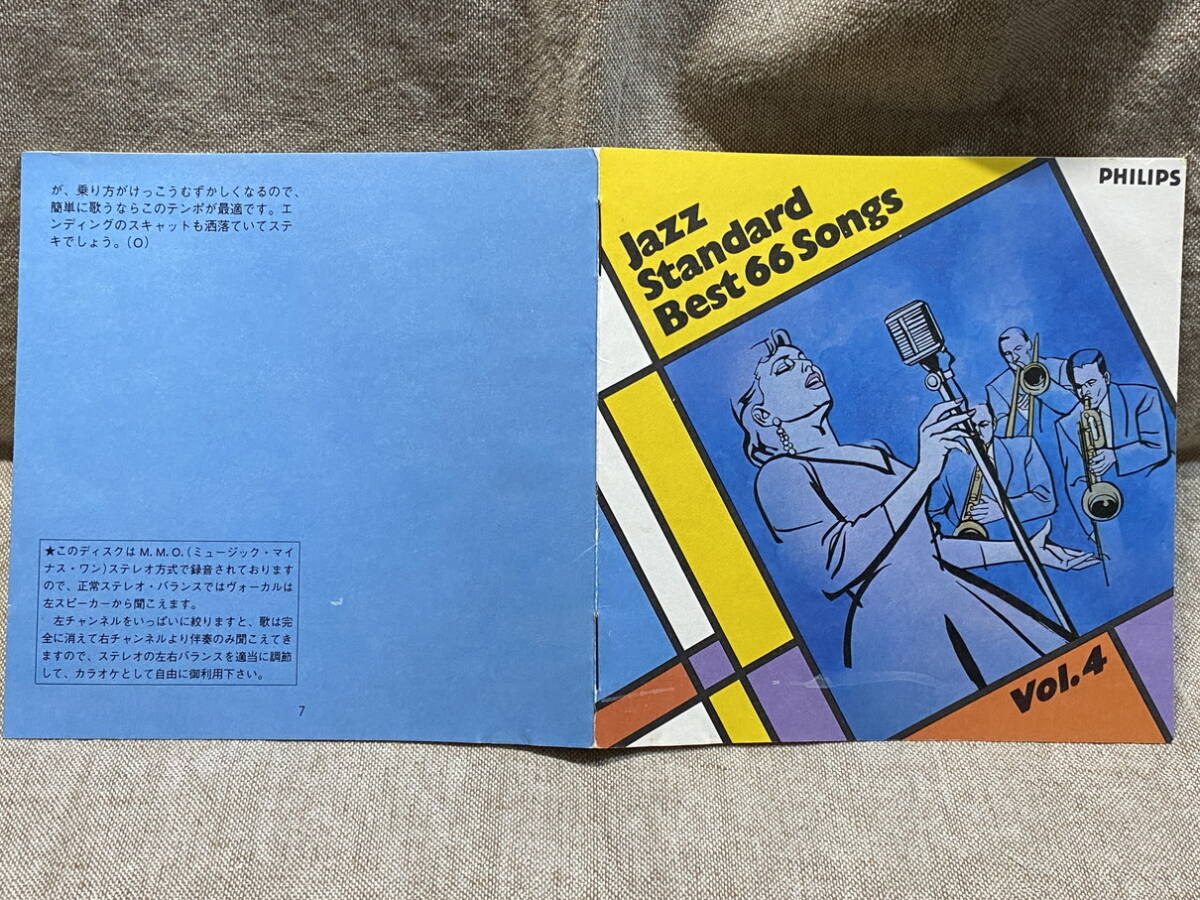 が、乗り方がけっこうむずかしくなるので、
簡単に歌うならこのテンポが最適です。エ
ンディングのスキャットも洒落ていてステ
キでしょう。(O)
★このディスクはM.M.O.(ミュージック・マイ
ナス・ワン)ステレオ方式で録音されております
ので、正常ステレオ・バランスではヴォーカルは
左スピーカーから聞こえます。
左チャンネルをいっぱいに絞りますと、歌は完
全に消えて右チャンネルより伴奏のみ聞こえてき
ますので、ステレオの左右バランスを適当に調節
して、カラオケとして自由に御利用下さい。
7
PHILIPS
Jazz
Standard
Best 66 Songs
Vol.4